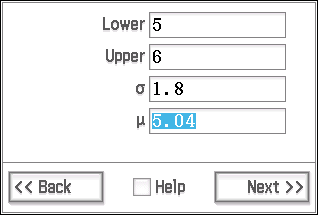 Lower 5
Upper 6
σ 1.8
μ 5.04
<< Back Help Next >>